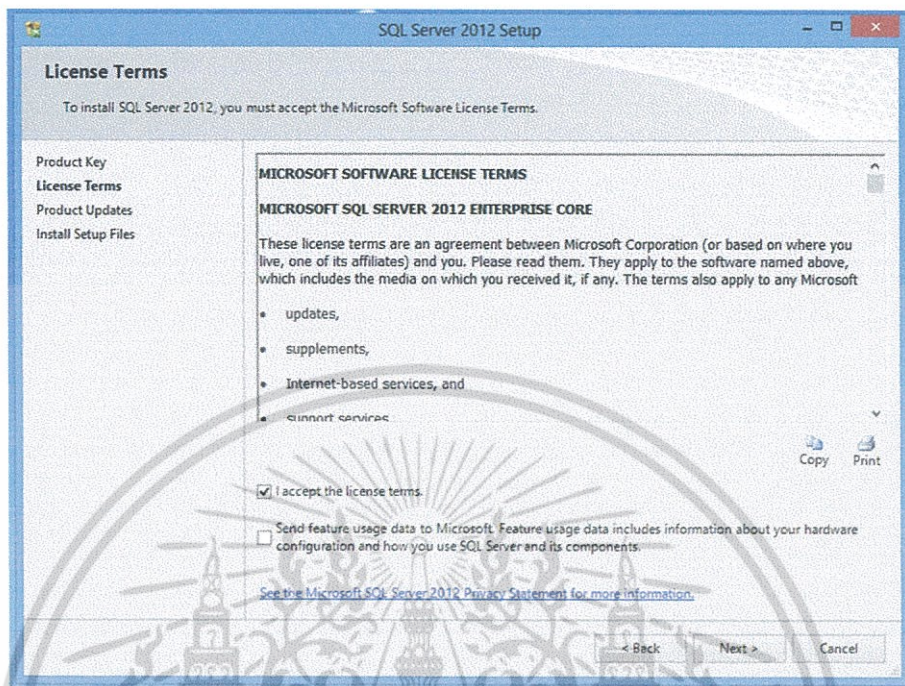 SQL Server 2012 Setup
License Terms
To install SQL Server 2012, you must accept the Microsoft Software License Terms.
Product Key
License Terms
Product Updates
Install Setup Files
MICROSOFT SOFTWARE LICENSE TERMS
MICROSOFT SQL SERVER 2012 ENTERPRISE CORE
These license terms are an agreement between Microsoft Corporation (or based on where you
live, one of its affiliates) and you. Please read them. They apply to the software named above,
which includes the media on which you received it, if any. The terms also apply to any Microsoft
• updates,
• supplements,
• Internet-based services, and
• support services
Copy Print
I accept the license terms.
Send feature usage data to Microsoft. Feature usage data includes information about your hardware
configuration and how you use SQL Server and its components.
See the Microsoft SQL Server 2012 Privacy Statement for more information.
< Back Next > Cancel